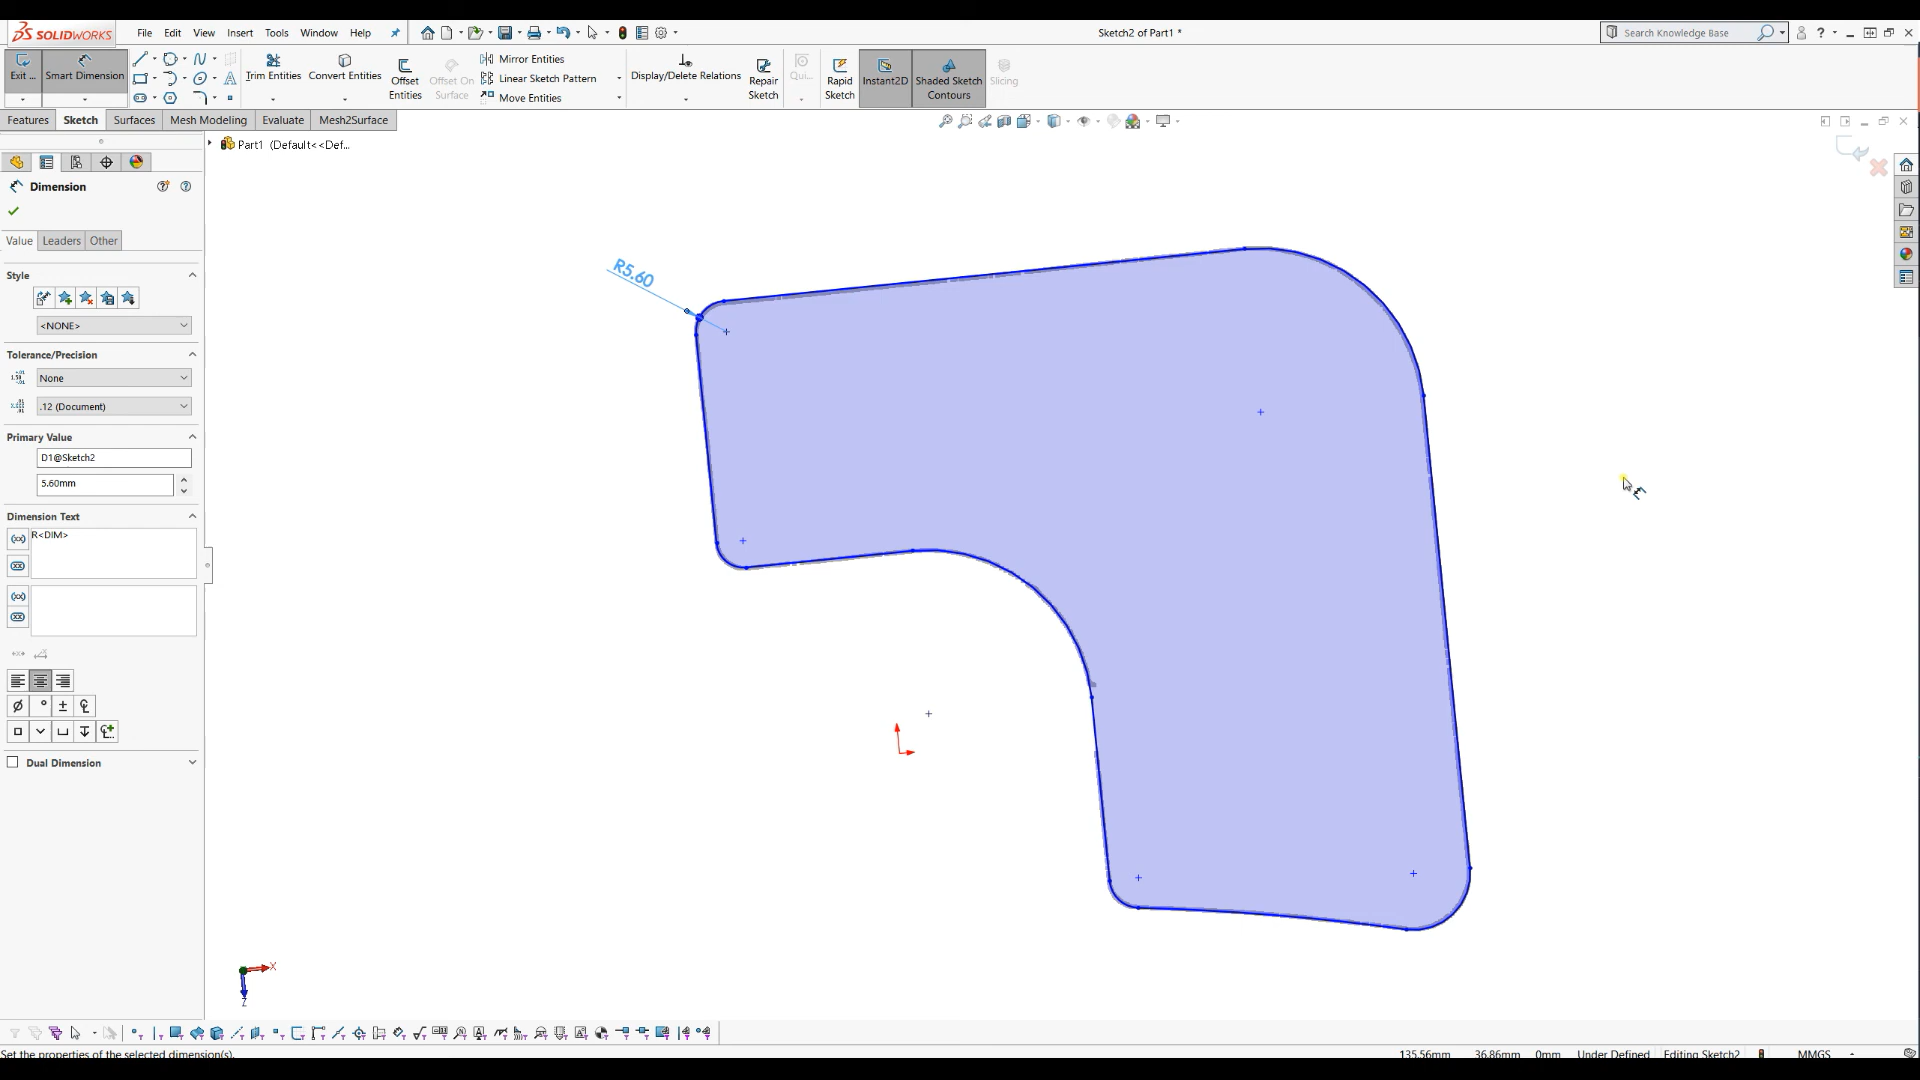 SOLIDWORKS
File Edit View Insert Tools Window Help
Sketch2 of Part1 *
Search Knowledge Base
Exit ...
Smart Dimension
Trim Entities
Convert Entities
Offset Entities
Offset On Surface
Mirror Entities
Linear Sketch Pattern
Move Entities
Display/Delete Relations
Repair Sketch
Qui...
Rapid Sketch
Instant2D
Shaded Sketch Contours
Slicing
Features Sketch Surfaces Mesh Modeling Evaluate Mesh2Surface
Part1 (Default<<Def...
Dimension
Value Leaders Other
Style
<NONE>
Tolerance/Precision
None
.12 (Document)
Primary Value
D1@Sketch2
5.60mm
Dimension Text
R<DIM>
Dual Dimension
R5.60
X
Z
Set the properties of the selected dimension(s).
135.56mm 36.86mm 0mm Under Defined Editing Sketch2 MMGS